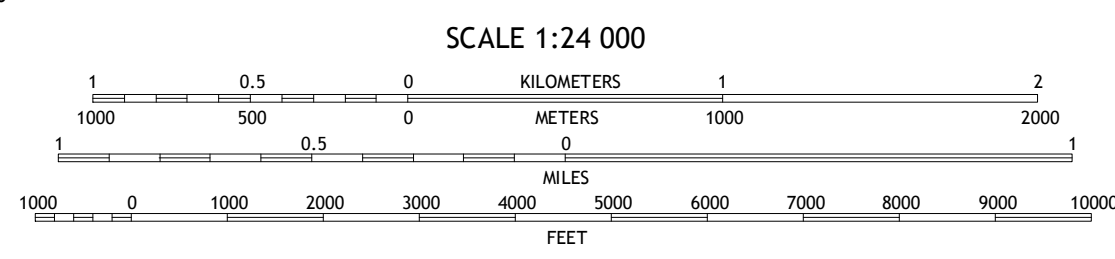 SCALE 1:24 000
1 0.5 0 KILOMETERS 1 2
1000 500 0 METERS 1000 2000
1 0.5 0 1
MILES
1000 0 1000 2000 3000 4000 5000 6000 7000 8000 9000 10000
FEET